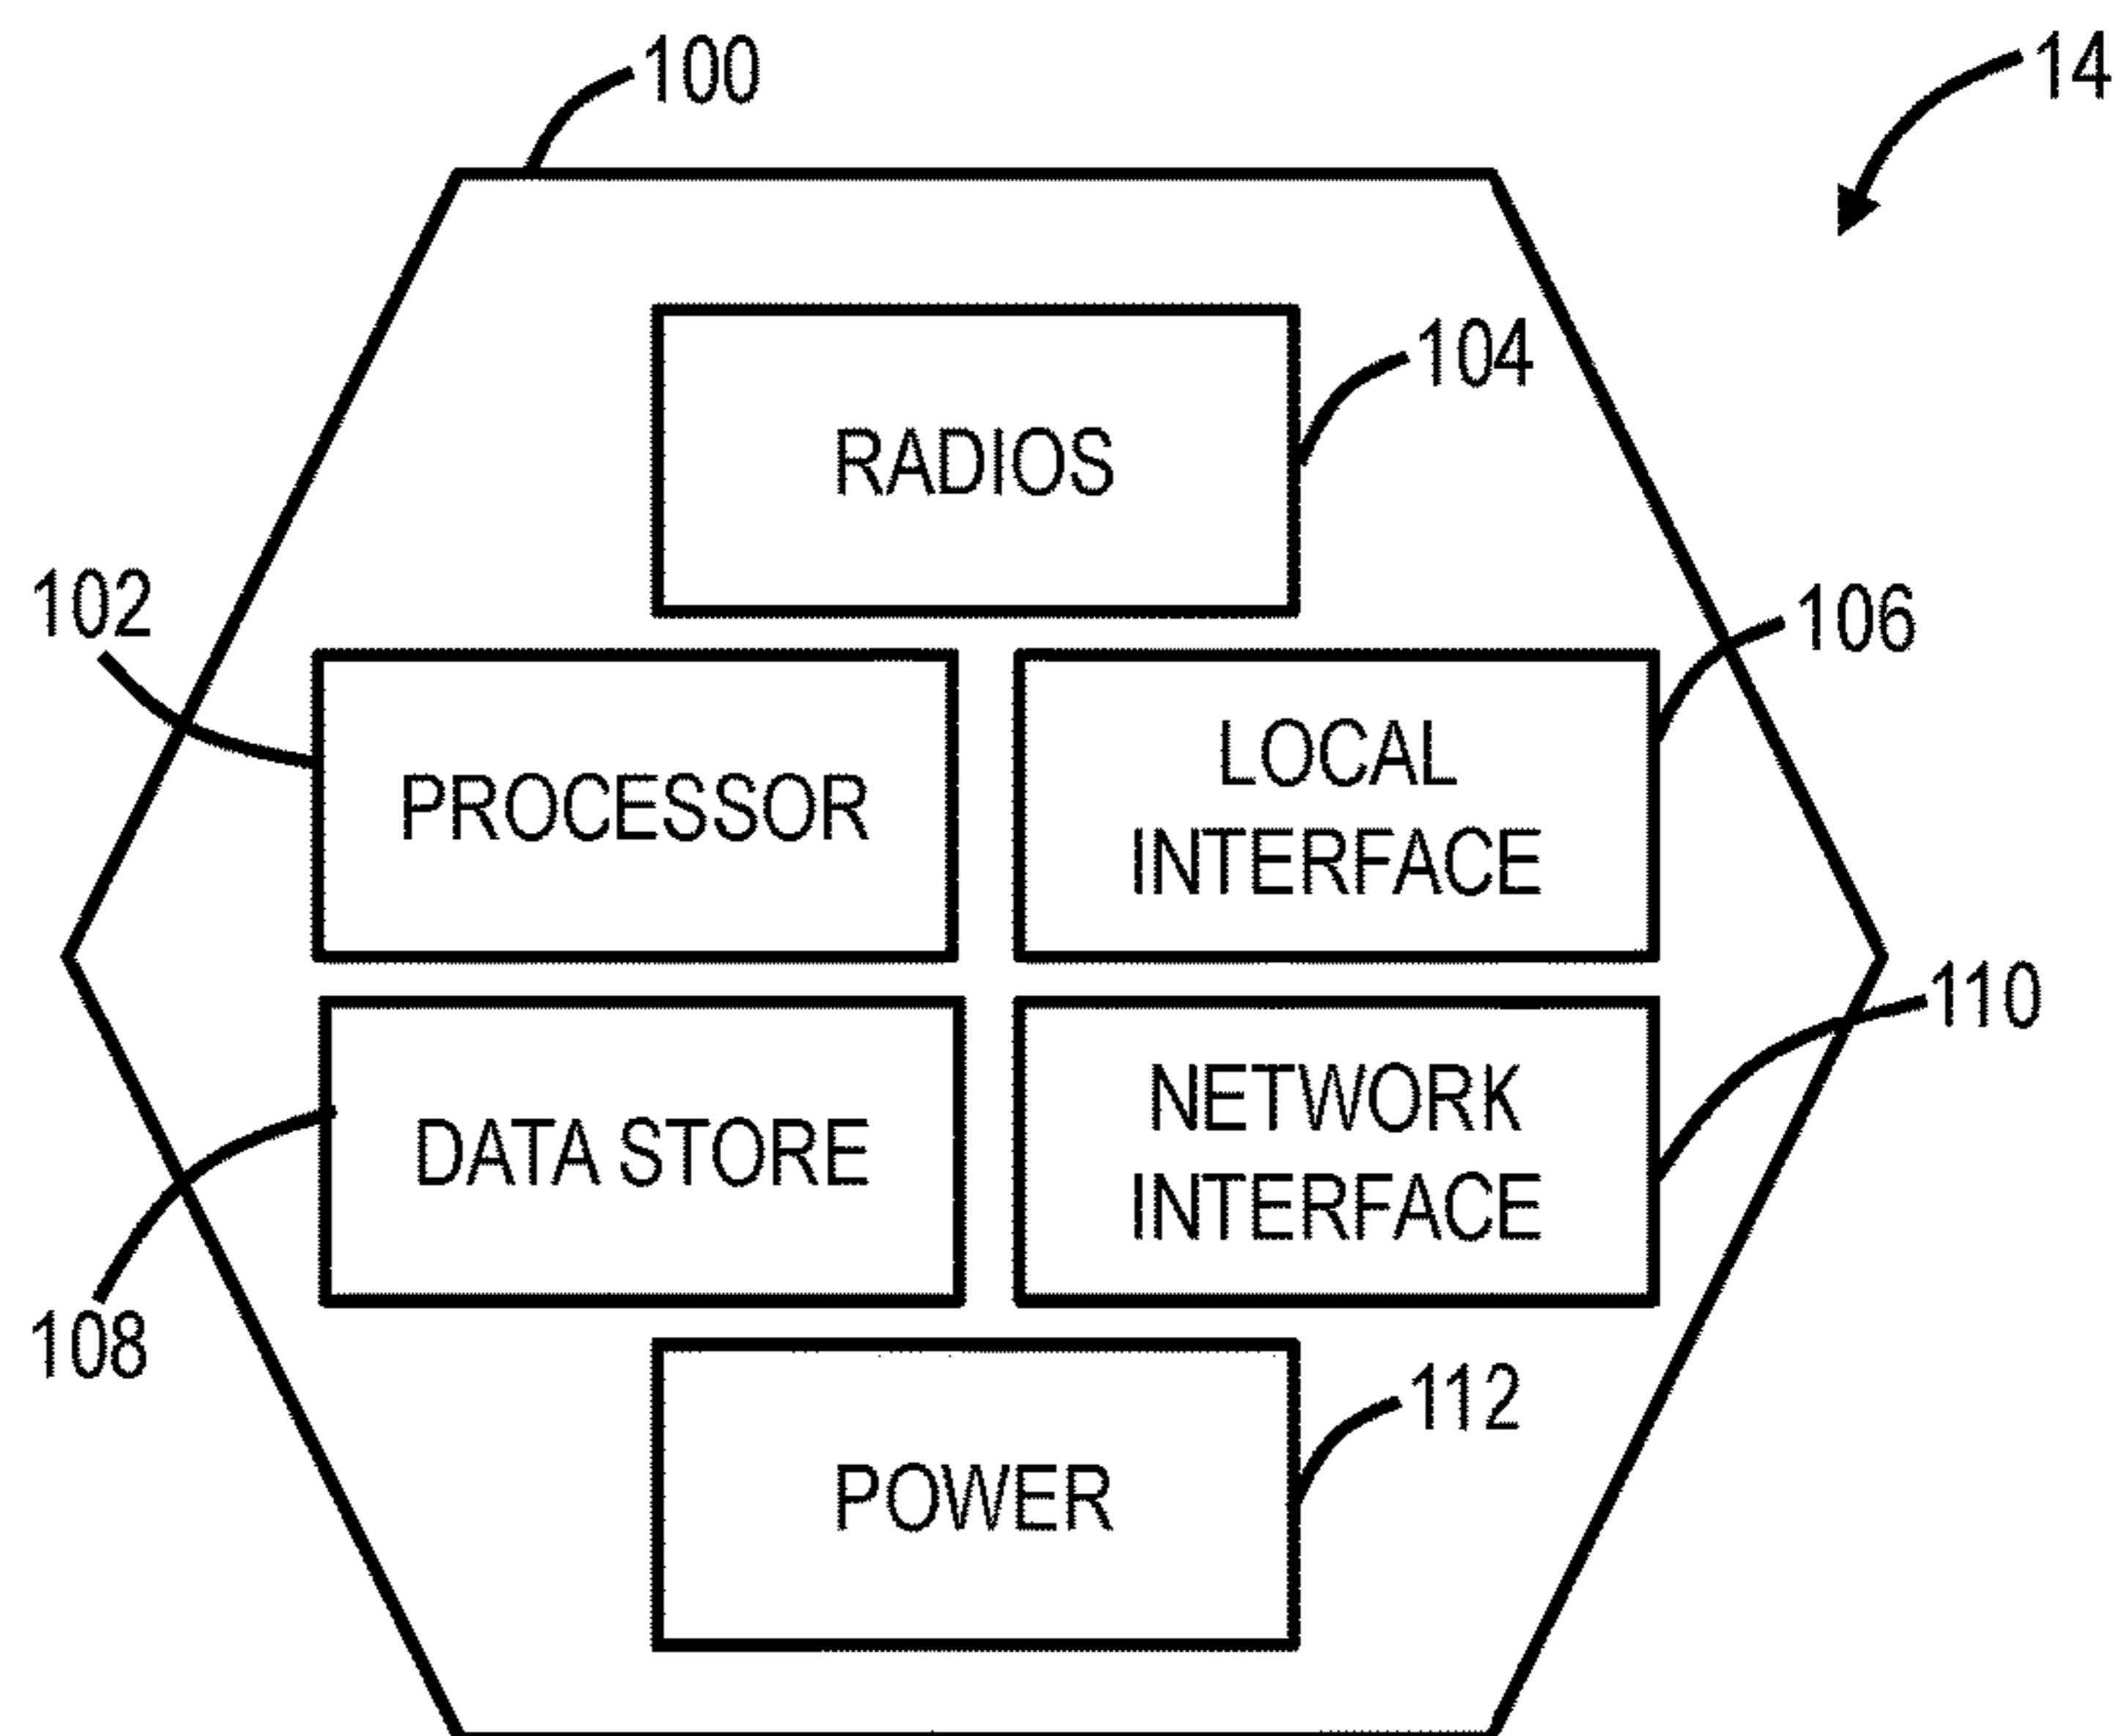 100
14
RADIOS
104
102
106
PROCESSOR
LOCAL
INTERFACE
110
DATA STORE
NETWORK
INTERFACE
108
112
POWER